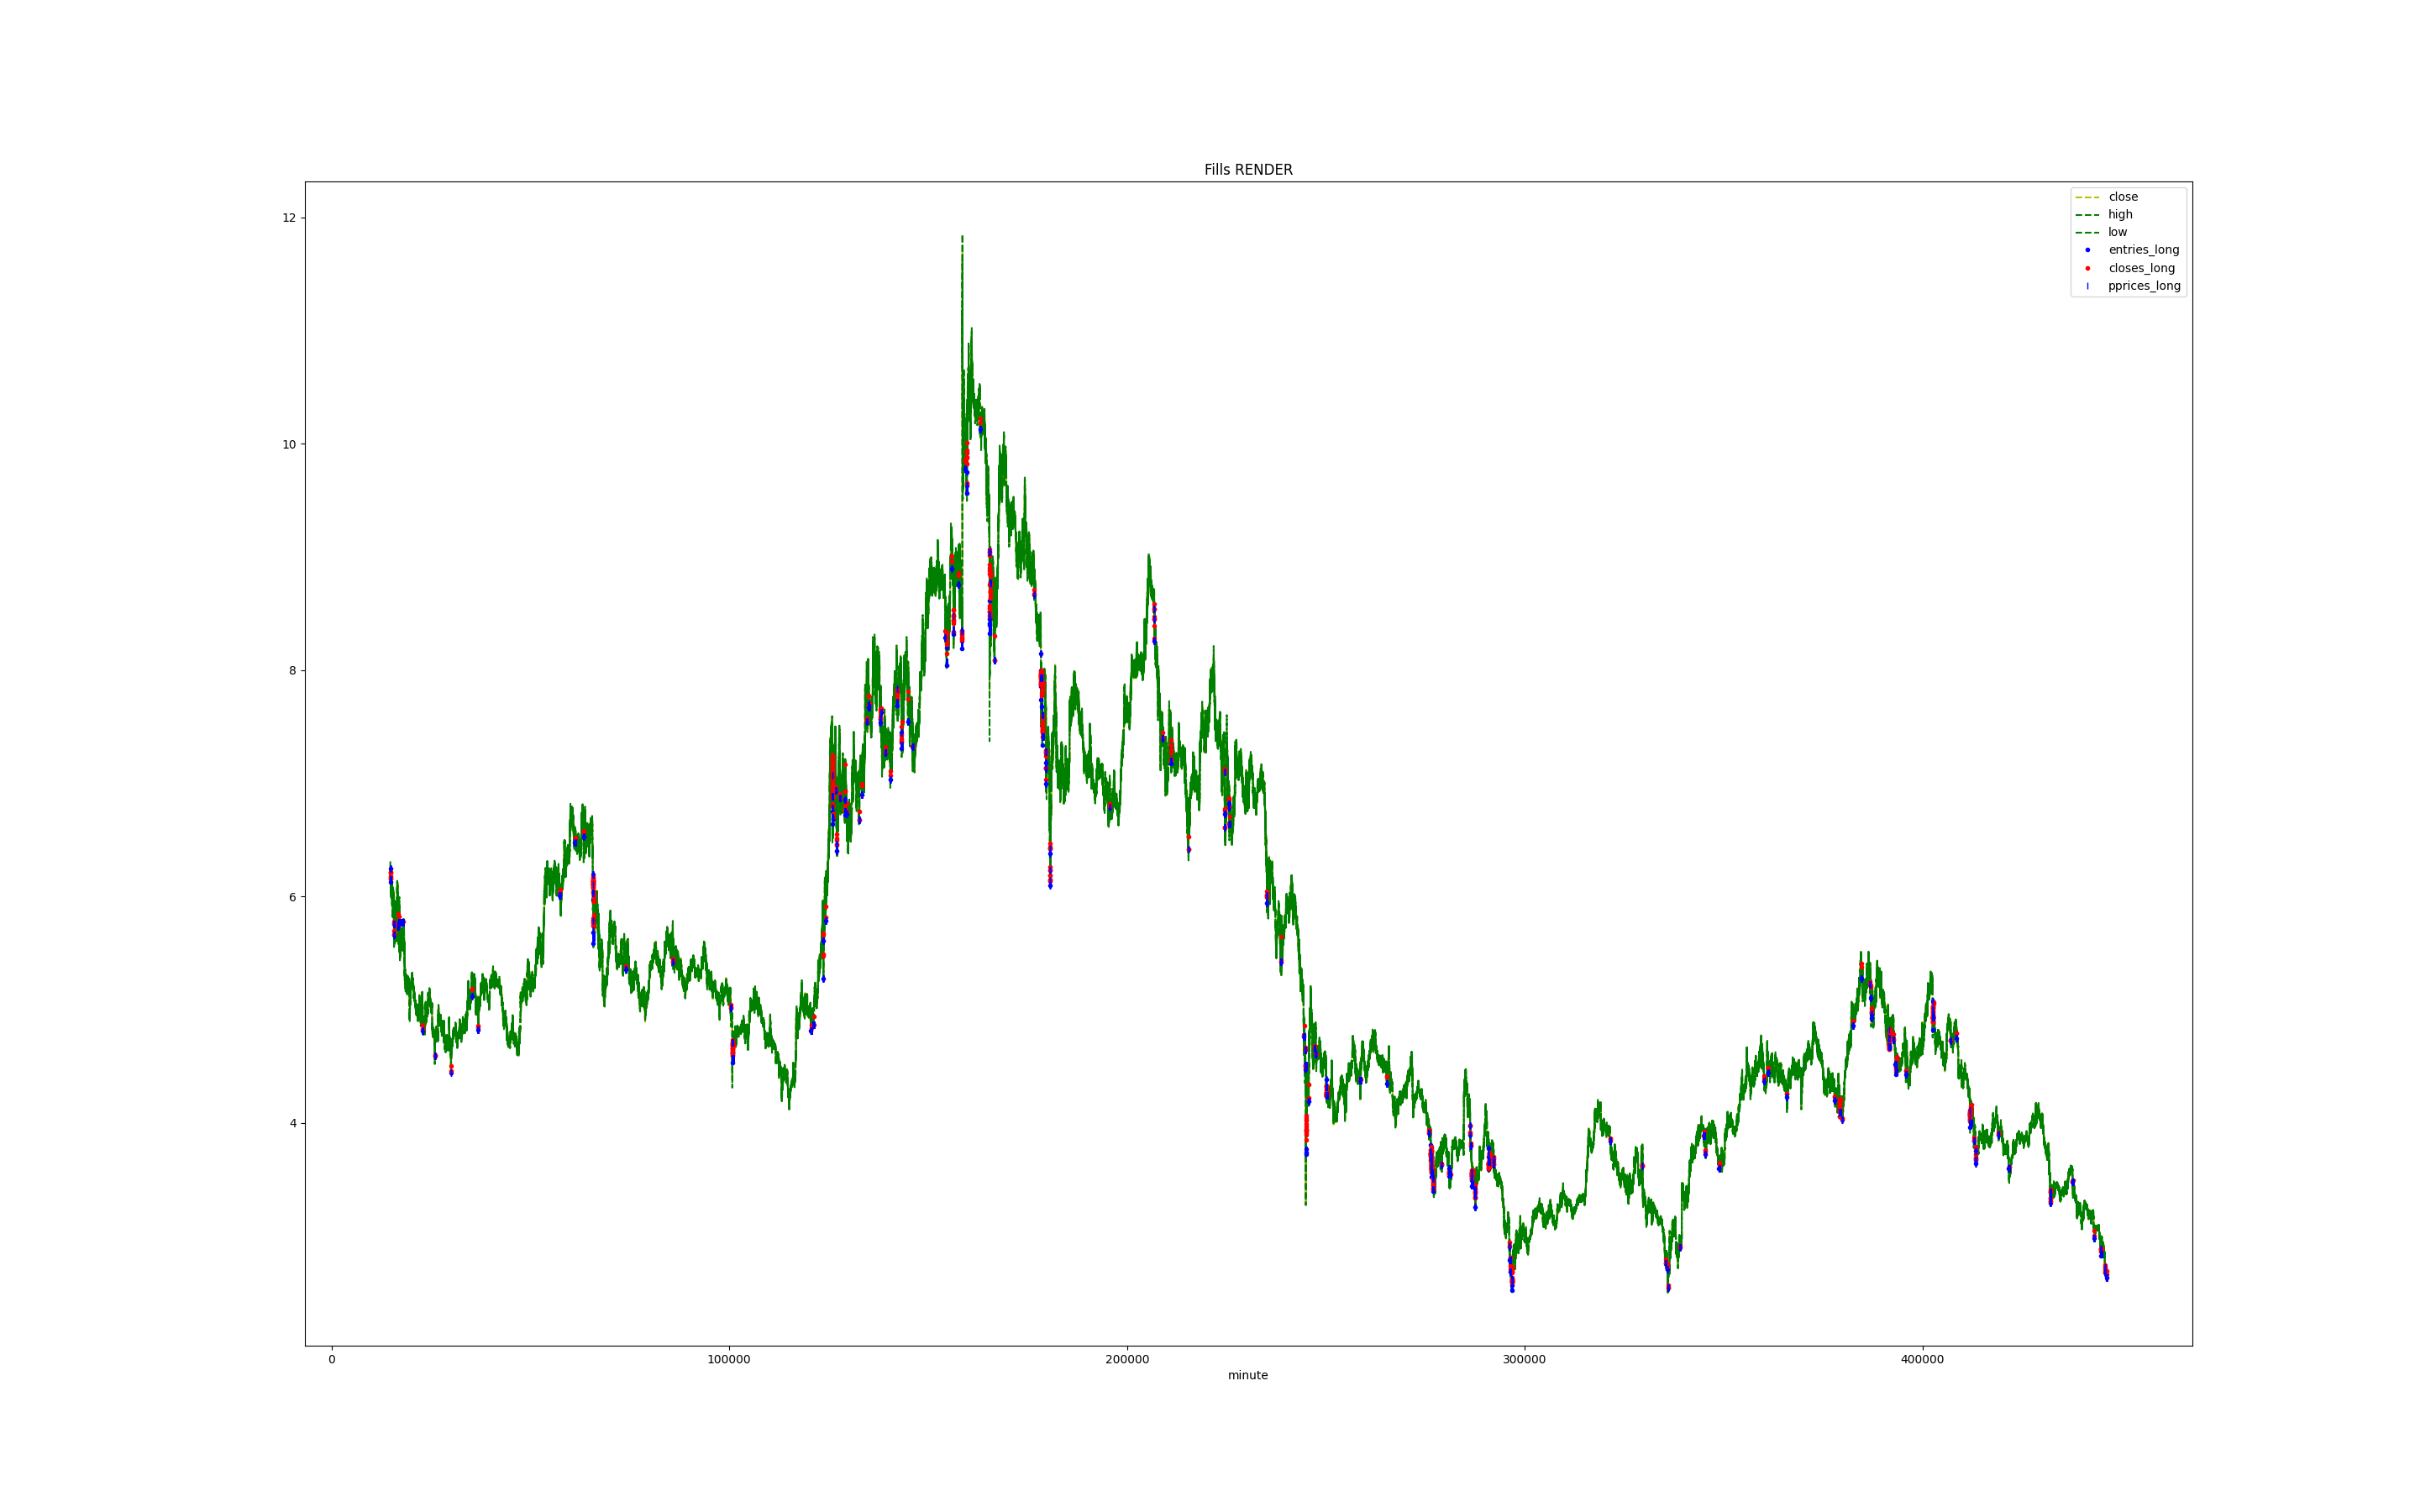 Fills RENDER
close
high
low
entries_long
closes_long
pprices_long
12
10
8
6
4
0 100000 200000 300000 400000
minute